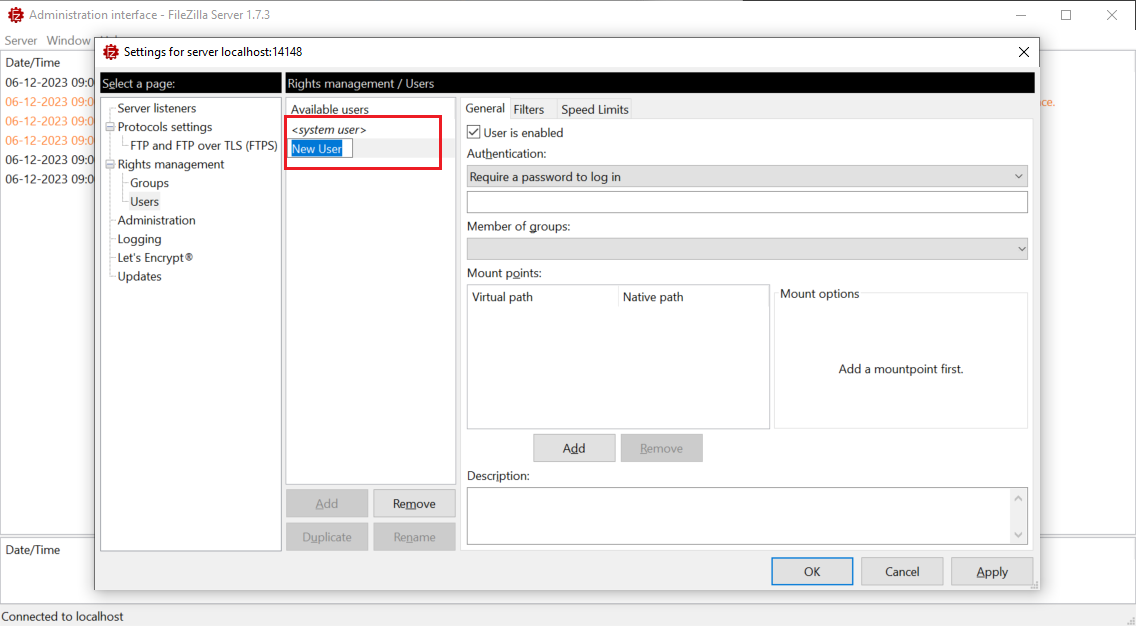 Administration interface - FileZilla Server 1.7.3
Server Window
Settings for server localhost:14148
Date/Time
06-12-2023 09:0
06-12-2023 09:0
06-12-2023 09:0
06-12-2023 09:0
06-12-2023 09:0
06-12-2023 09:0
ce.
Select a page:
Server listeners
Protocols settings
FTP and FTP over TLS (FTPS)
Rights management
Groups
Users
Administration
Logging
Let's Encrypt®
Updates
Rights management / Users
Available users
<system user>
New User
Add Remove
Duplicate Rename
General Filters Speed Limits
User is enabled
Authentication:
Require a password to log in
Member of groups:
Mount points:
Virtual path Native path
Mount options
Add a mountpoint first.
Add Remove
Description:
OK Cancel Apply
Date/Time
Connected to localhost